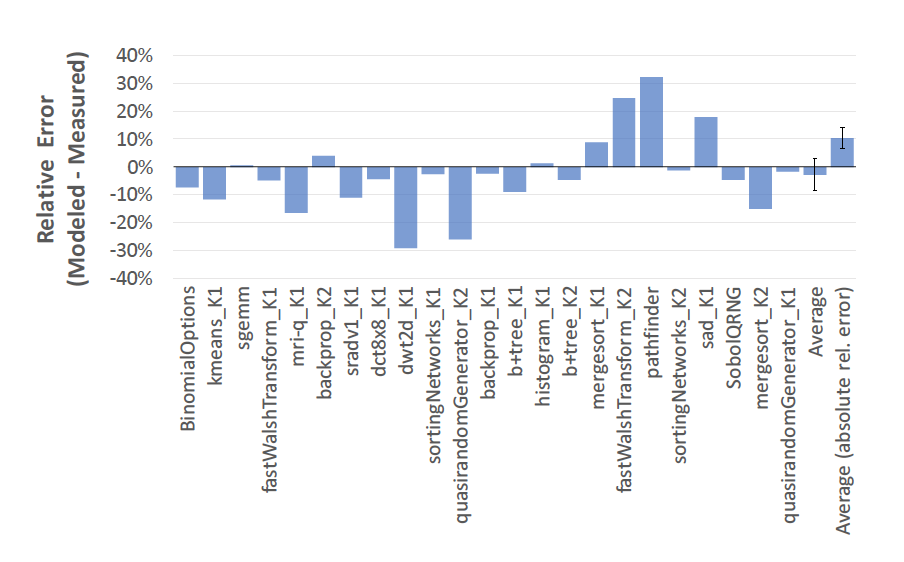 Relative Error
(Modeled - Measured)
40%
30%
20%
10%
0%
-10%
-20%
-30%
-40%
BinomialOptions
kmeans_K1
sgemm
fastWalshTransform_K1
mri-q_K1
backprop_K2
sradv1_K1
dct8x8_K1
dwt2d_K1
sortingNetworks_K1
quasirandomGenerator_K2
backprop_K1
b+tree_K1
histogram_K1
b+tree_K2
mergesort_K1
fastWalshTransform_K2
pathfinder
sortingNetworks_K2
sad_K1
SobolQRNG
mergesort_K2
quasirandomGenerator_K1
Average
Average (absolute rel. error)